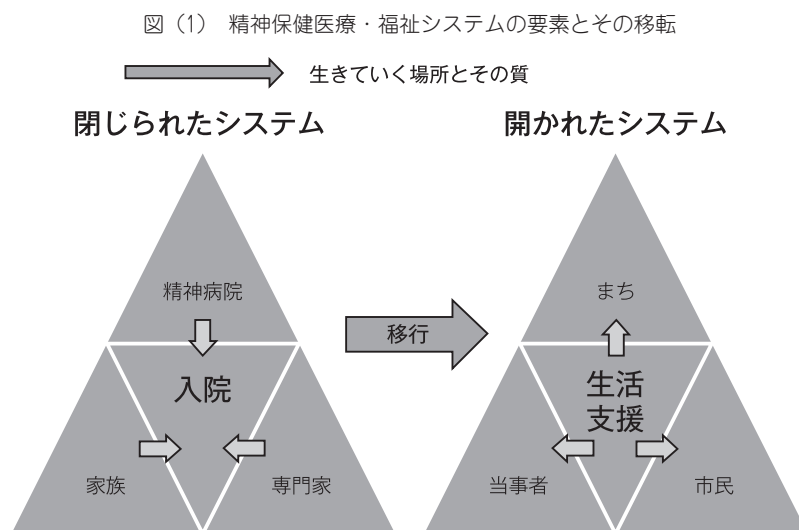 図（1） 精神保健医療・福祉システムの要素とその移転
生きていく場所とその質
閉じられたシステム
開かれたシステム
精神病院
入院
家族
専門家
移行
まち
生活
支援
当事者
市民